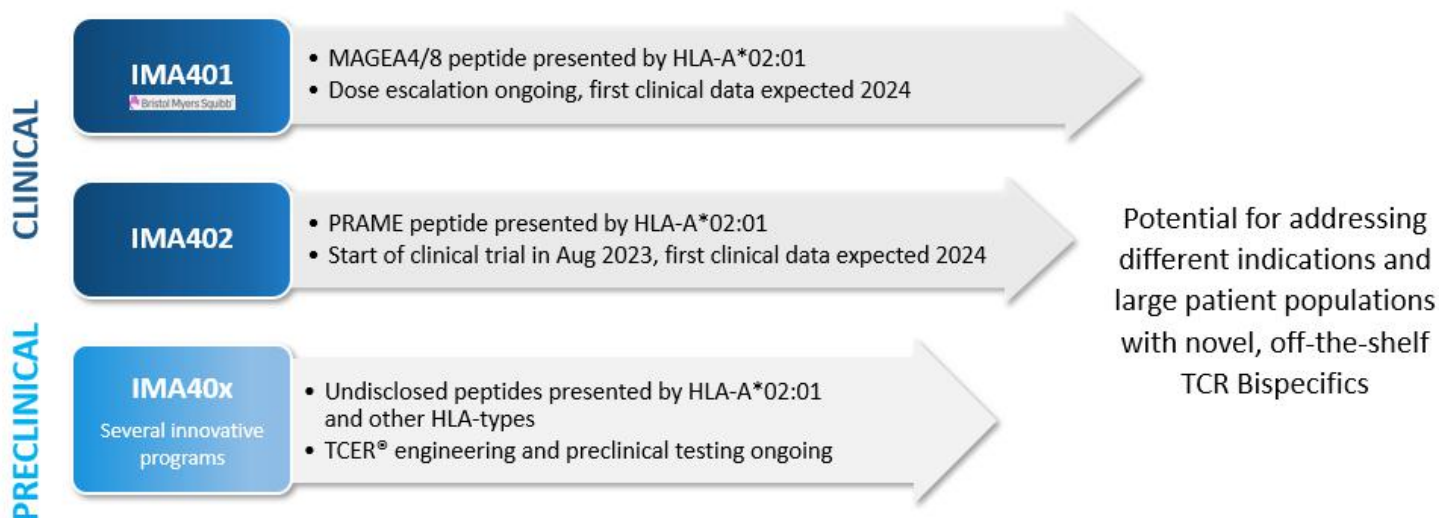 CLINICAL
IMA401
Bristol Myers Squibb™
• MAGEA4/8 peptide presented by HLA-A*02:01
• Dose escalation ongoing, first clinical data expected 2024
IMA402
• PRAME peptide presented by HLA-A*02:01
• Start of clinical trial in Aug 2023, first clinical data expected 2024
PRECLINICAL
IMA40x
Several innovative
programs
• Undisclosed peptides presented by HLA-A*02:01
and other HLA-types
• TCER® engineering and preclinical testing ongoing
Potential for addressing
different indications and
large patient populations
with novel, off-the-shelf
TCR Bispecifics